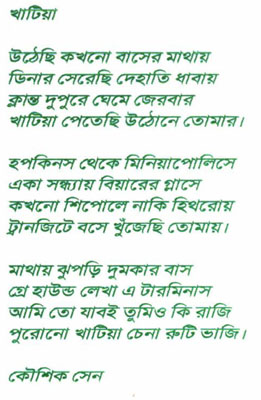 খাটিয়া
উঠেছি কখনো বাসের মাথায়
ডিনার সেরেছি দেহাতি ধাবায়
ক্লান্ত দুপুরে ঘেমে জেরবার
খাটিয়া পেতেছি উঠোনে তোমার।
হপকিনস থেকে মিনিয়াপোলিসে
একা সন্ধ্যায় বিয়ারের গ্লাসে
কখনো শিপোলে নাকি হিথরোয়
ট্রানজিটে বসে খুঁজেছি তোমায়।
মাথায় ঝুপড়ি দুমকার বাস
গ্রে হাউন্ড লেখা এ টারমিনাস
আমি তো যাবই তুমিও কি রাজি
পুরোনো খাটিয়া চেনা রুটি ভাজি।
কৌশিক সেন